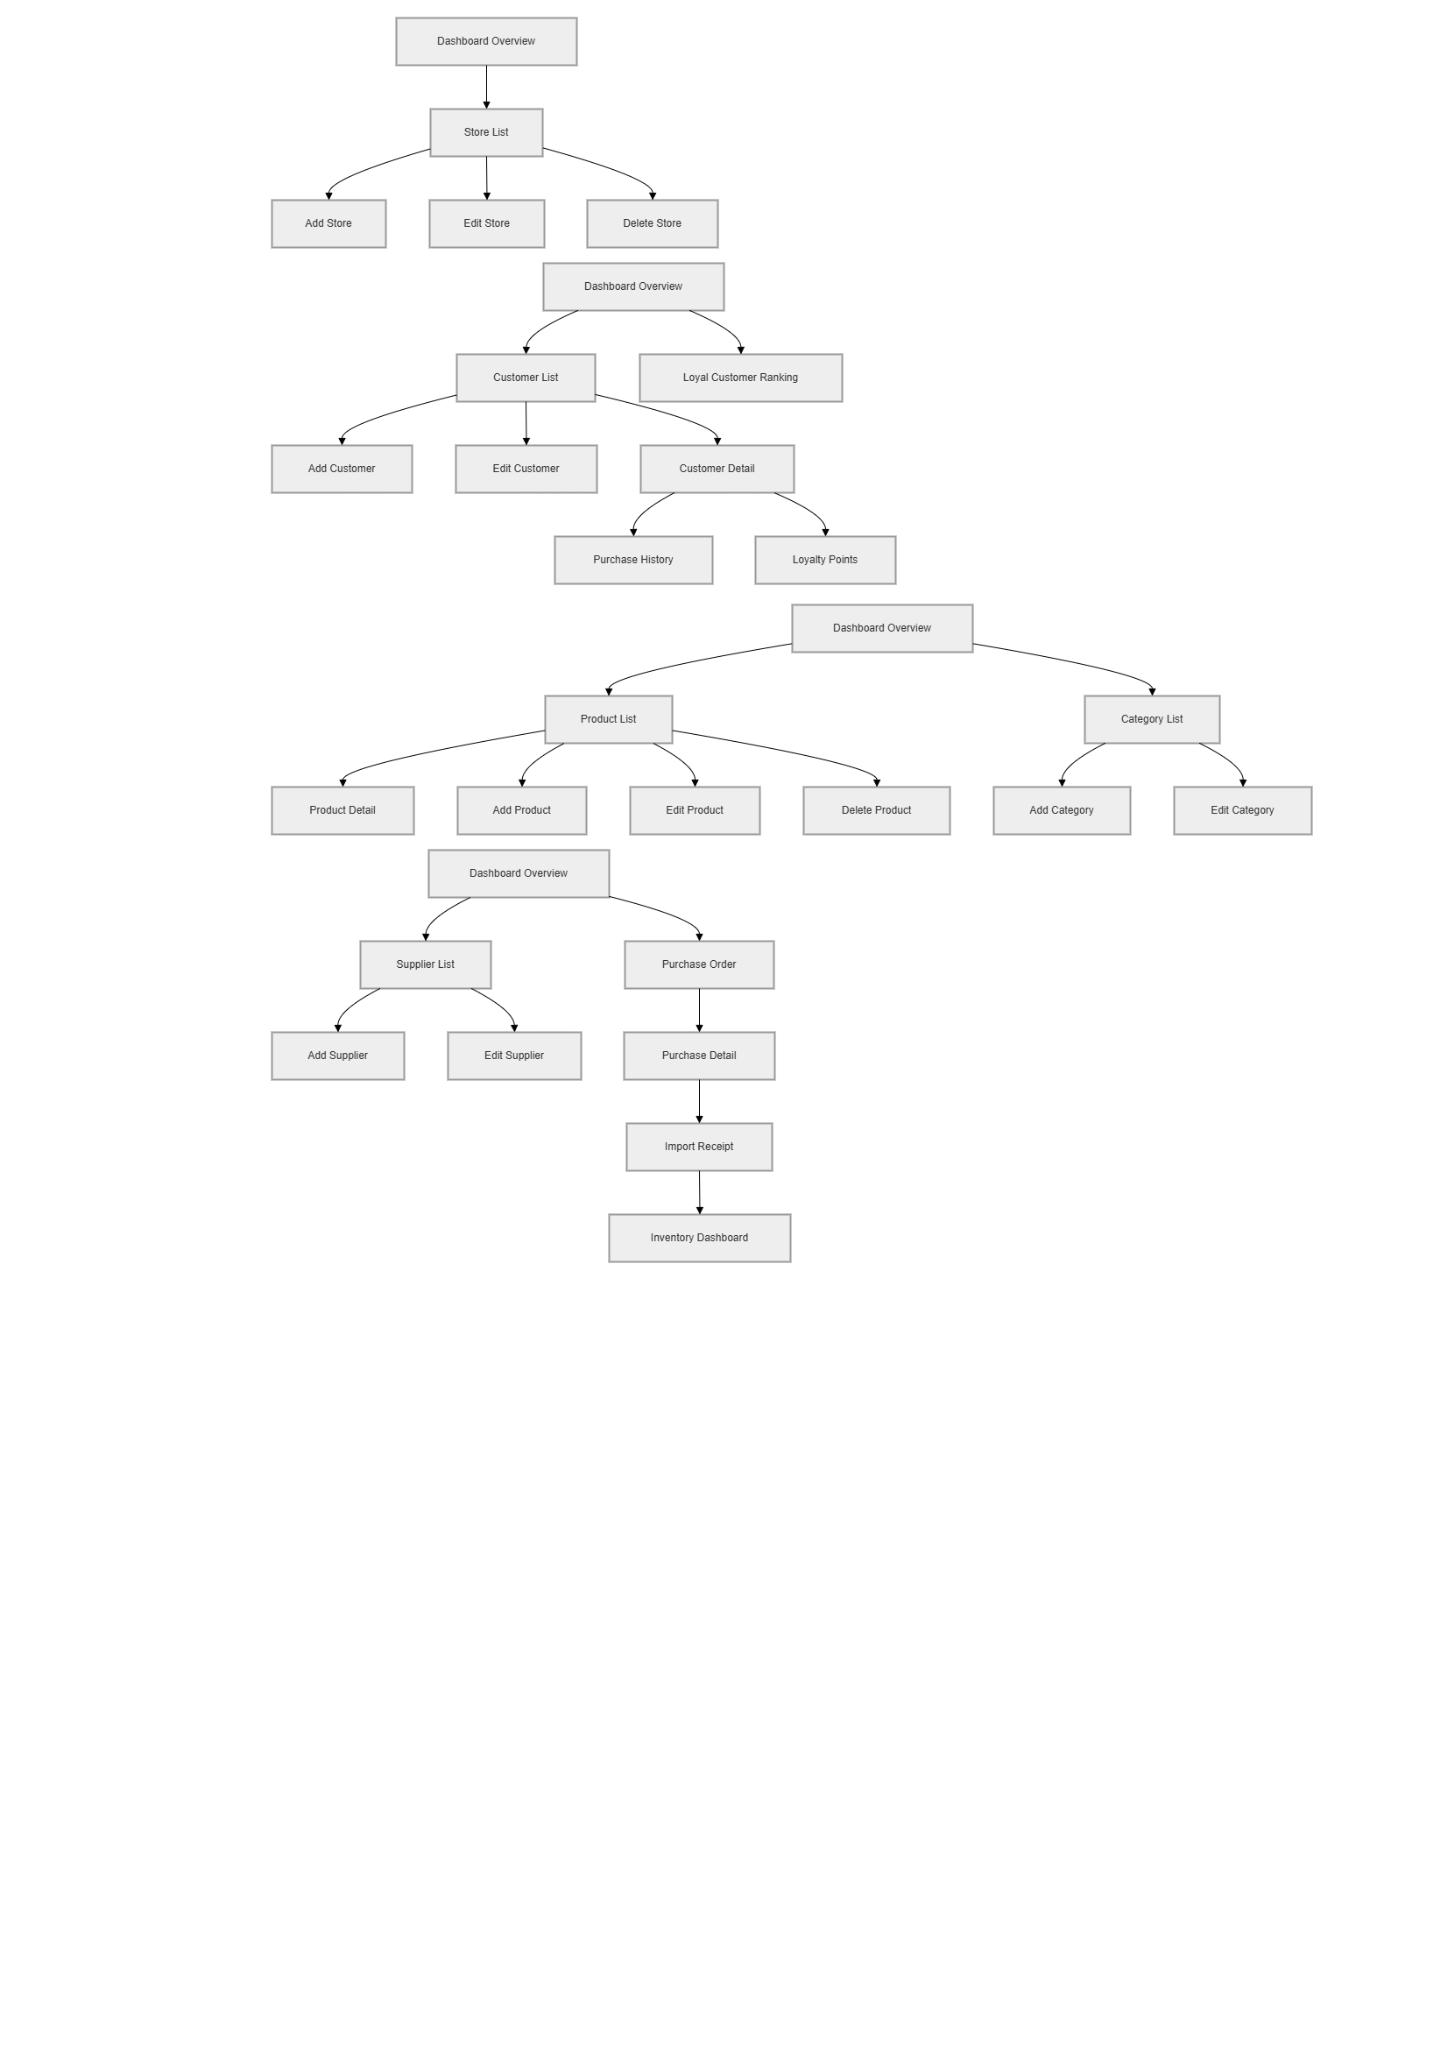 Dashboard Overview
Store List
Add Store
Edit Store
Delete Store
Dashboard Overview
Customer List
Loyal Customer Ranking
Add Customer
Edit Customer
Customer Detail
Purchase History
Loyalty Points
Dashboard Overview
Product List
Category List
Product Detail
Add Product
Edit Product
Delete Product
Add Category
Edit Category
Dashboard Overview
Supplier List
Purchase Order
Add Supplier
Edit Supplier
Purchase Detail
Import Receipt
Inventory Dashboard